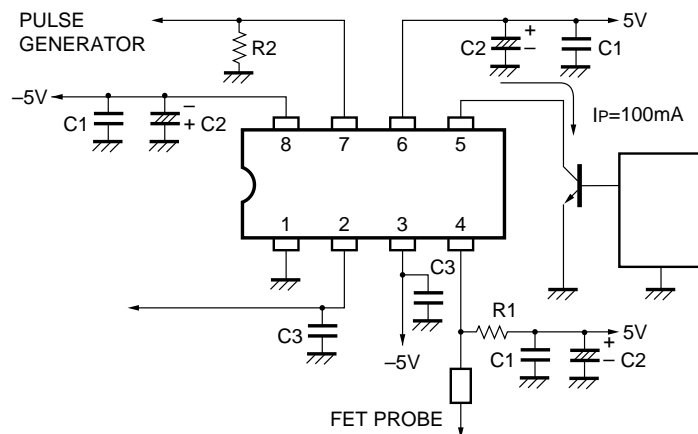 PULSE
GENERATOR
R2
C2
+
–
C1
5V
–5V
C1
–
+ C2
IP=100mA
8
7
6
5
1
2
3
4
C3
C3
–5V
R1
5V
C1
+
– C2
FET PROBE